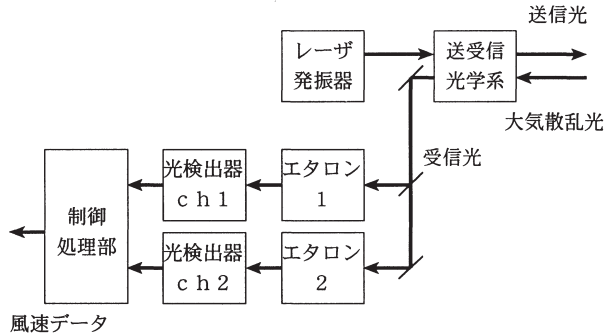 送信光
レーザ
発振器
送受信
光学系
大気散乱光
受信光
光検出器
ｃｈ１
エタロン
１
制御
処理部
光検出器
ｃｈ２
エタロン
２
風速データ